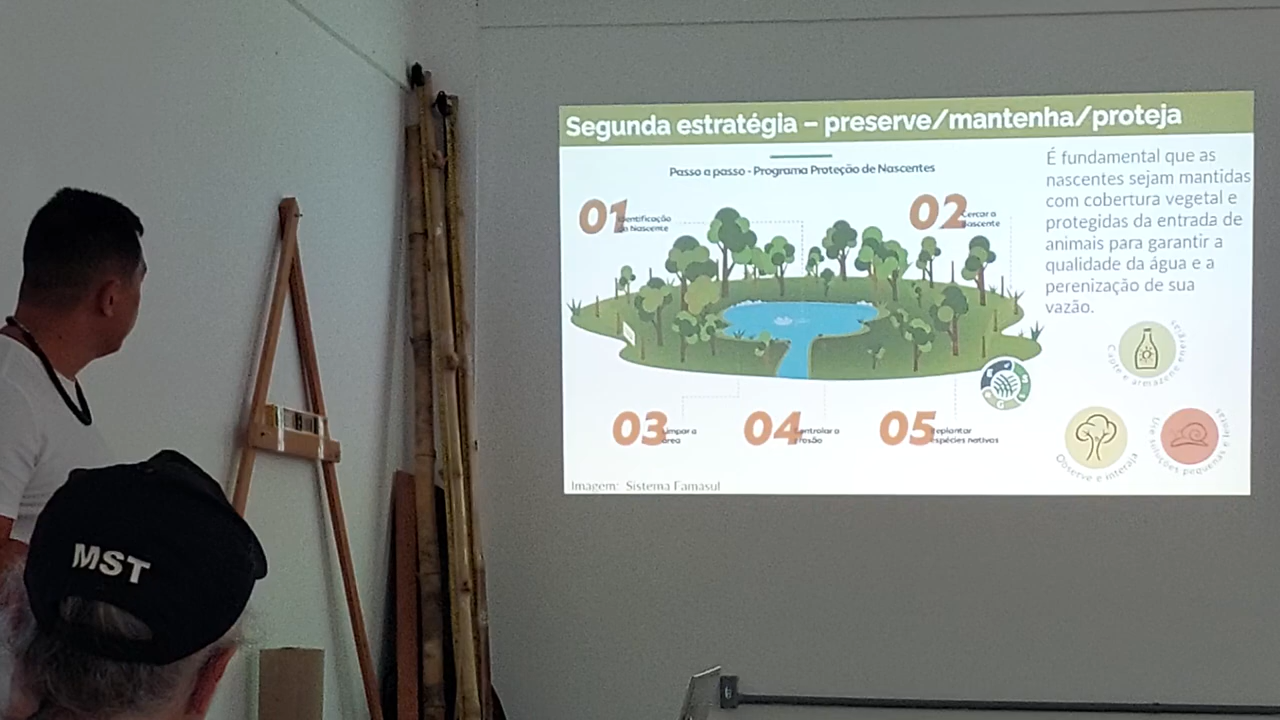 Segunda estratégia – preserve/mantenha/proteja
Passo a passo - Programa Proteção de Nascentes
01
Identificação
da Nascente
02
Cercar a
Nascente
É fundamental que as
nascentes sejam mantidas
com cobertura vegetal e
protegidas da entrada de
animais para garantir a
qualidade da água e a
perenização de sua
vazão.
Capte e armazene energia
03
Limpar a
área
04
Controlar a
erosão
05
Replantar
espécies nativas
Observe e interaja
Use soluções pequenas e lentas
Imagem: Sistema Famasul
MST